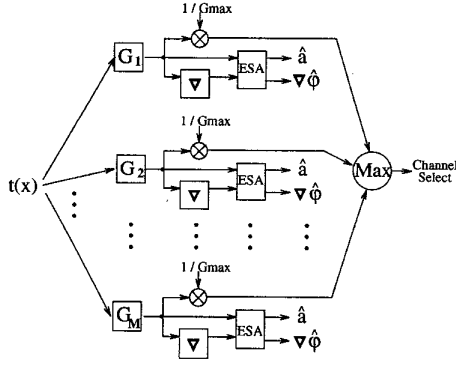 1 / Gmax
G1
ESA
â
∇
∇ φ̂
1 / Gmax
t(x)
G2
ESA
â
∇
∇ φ̂
Max
Channel
Select
1 / Gmax
GM
ESA
â
∇
∇ φ̂